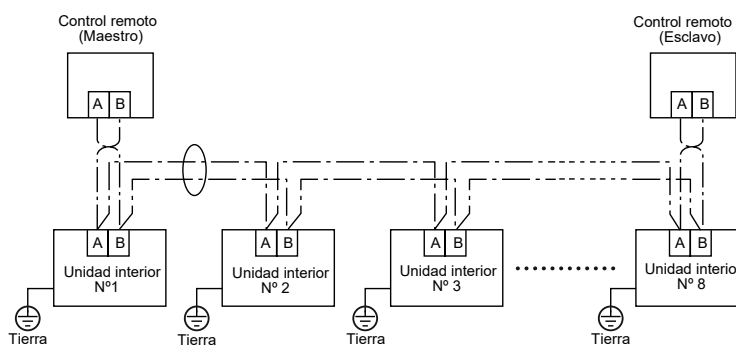 Control remoto
(Maestro)
Control remoto
(Esclavo)
A B
A B
A B
A B
A B
A B
Unidad interior
Nº1
Unidad interior
Nº 2
Unidad interior
Nº 3
Unidad interio
Nº 8
Tierra
Tierra
Tierra
Tierra